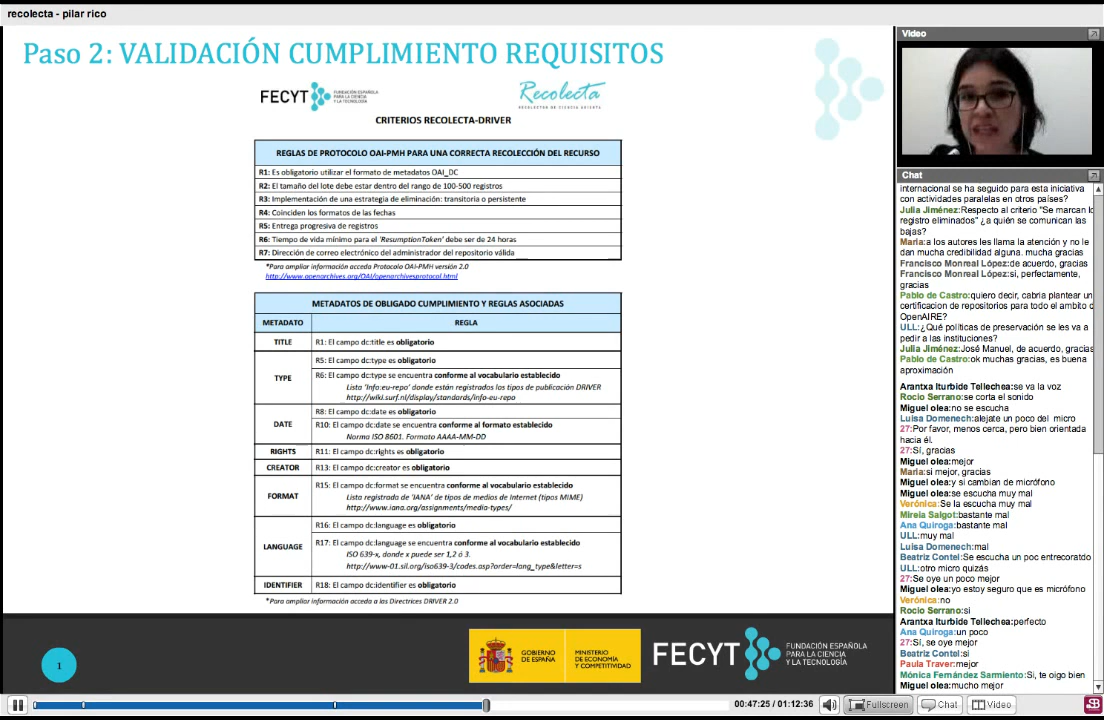 recolecta - pilar rico
Paso 2: VALIDACIÓN CUMPLIMIENTO REQUISITOS
FECYT
FUNDACIÓN ESPAÑOLA
PARA LA CIENCIA
Y LA TECNOLOGÍA
Recolecta
RECOLECTOR DE CIENCIA ABIERTA
CRITERIOS RECOLECTA-DRIVER
REGLAS DE PROTOCOLO OAI-PMH PARA UNA CORRECTA RECOLECCIÓN DEL RECURSO
R1: Es obligatorio utilizar el formato de metadatos OAI_DC
R2: El tamaño del lote debe estar dentro del rango de 100-500 registros
R3: Implementación de una estrategia de eliminación: transitoria o persistente
R4: Coinciden los formatos de las fechas
R5: Entrega progresiva de registros
R6: Tiempo de vida mínimo para el 'ResumptionToken' debe ser de 24 horas
R7: Dirección de correo electrónico del administrador del repositorio válida
*Para ampliar información acceda Protocolo OAI-PMH versión 2.0
http://www.openarchives.org/OAI/openarchivesprotocol.html
METADATOS DE OBLIGADO CUMPLIMIENTO Y REGLAS ASOCIADAS
METADATO REGLA
TITLE R1: El campo dc:title es obligatorio
TYPE R5: El campo dc:type es obligatorio
R6: El campo dc:type se encuentra conforme al vocabulario establecido
Lista 'Info:eu-repo' donde están registrados los tipos de publicación DRIVER
http://wiki.surf.nl/display/standards/info-eu-repo
DATE R8: El campo dc:date es obligatorio
R10: El campo dc:date se encuentra conforme al formato establecido
Norma ISO 8601. Formato AAAA-MM-DD
RIGHTS R11: El campo dc:rights es obligatorio
CREATOR R13: El campo dc:creator es obligatorio
FORMAT R15: El campo dc:format se encuentra conforme al vocabulario establecido
Lista registrada de 'IANA' de tipos de medios de Internet (tipos MIME)
http://www.iana.org/assignments/media-types/
LANGUAGE R16: El campo dc:language es obligatorio
R17: El campo dc:language se encuentra conforme al vocabulario establecido
ISO 639-x, donde x puede ser 1,2 ó 3.
http://www-01.sil.org/iso639-3/codes.asp?order=lang_type&letter=s
IDENTIFIER R18: El campo dc:identifier es obligatorio
*Para ampliar información acceda a las Directrices DRIVER 2.0
1
GOBIERNO
DE ESPAÑA
MINISTERIO
DE ECONOMÍA
Y COMPETITIVIDAD
FECYT
FUNDACIÓN ESPAÑOLA
PARA LA CIENCIA
Y LA TECNOLOGÍA
Video
Chat
internacional se ha seguido para esta iniciativa
con actividades paralelas en otros países?
Julia Jiménez:Respecto al criterio "Se marcan lo
registro eliminados" ¿a quién se comunican las
bajas?
Maria:a los autores les llama la atención y no le
dan mucha credibilidad alguna. mucha gracias
Francisco Monreal López:de acuerdo, gracias
Francisco Monreal López:si, perfectamente,
gracias
Pablo de Castro:quiero decir, cabria plantear un
certificacion de repositorios para todo el ambito d
OpenAIRE?
ULL:¿Qué políticas de preservación se les va a
pedir a las instituciones?
Julia Jiménez:José Manuel, de acuerdo, gracias
Pablo de Castro:ok muchas gracias, es buena
aproximación
Arantxa Iturbide Tellechea:se va la voz
Rocio Serrano:se corta el sonido
Miguel olea:no se escucha
Luisa Domenech:alejate un poco del micro
27:Por favor, menos cerca, pero bien orientada
hacia él.
27:Sí, gracias
Miguel olea:mejor
Maria:si mejor, gracias
Miguel olea:y si cambian de micrófono
Miguel olea:se escucha muy mal
Verónica:Se la escucha muy mal
Mireia Salgot:bastante mal
Ana Quiroga:bastante mal
ULL:muy mal
Luisa Domenech:mal
Beatriz Contel:Se escucha un poc entrecoratdo
ULL:otro micro quizás
27:Se oye un poco mejor
Miguel olea:yo estoy seguro que es micrófono
Verónica:no
Rocio Serrano:si
Arantxa Iturbide Tellechea:perfecto
Ana Quiroga:un poco
27:Sí, se oye mejor
Beatriz Contel:si
Paula Traver:mejor
Mónica Fernández Sarmiento:Si, te oigo bien
Miguel olea:mucho mejor
00:47:25 / 01:12:36
Fullscreen
Chat
Video